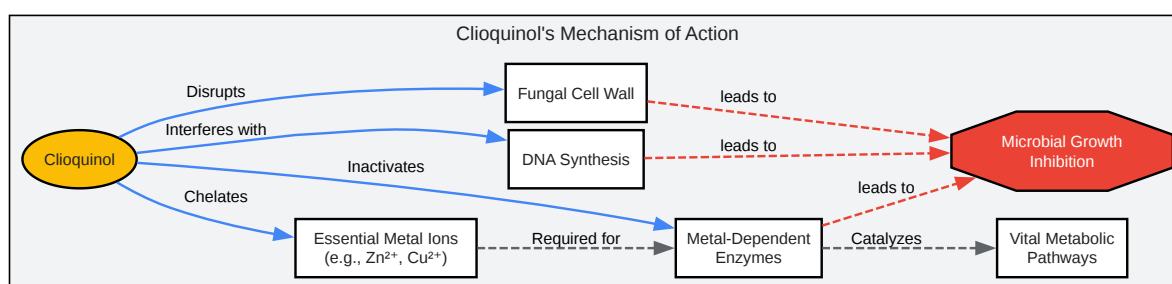 Clioquinol's Mechanism of Action
Disrupts
Fungal Cell Wall
leads to
Interferes with
Clioquinol
DNA Synthesis
leads to
Microbial Growth
Inhibition
Inactivates
leads to
Chelates
Essential Metal Ions
(e.g., Zn²⁺, Cu²⁺)
Required for
Metal-Dependent
Enzymes
Catalyzes
Vital Metabolic
Pathways